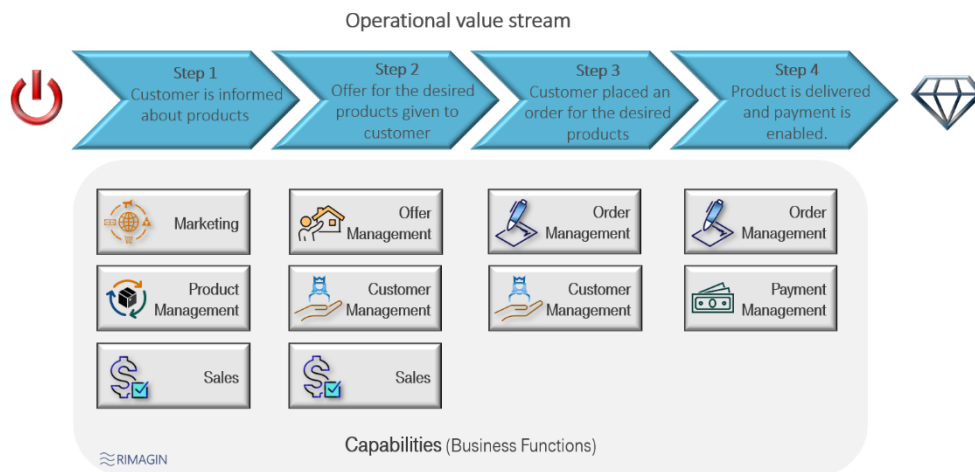 Operational value stream
Step 1
Customer is informed
about products
Step 2
Offer for the desired
products given to
customer
Step 3
Customer placed an
order for the desired
products
Step 4
Product is delivered
and payment is
enabled.
Marketing
Offer
Management
Order
Management
Order
Management
Product
Management
Customer
Management
Customer
Management
Payment
Management
Sales
Sales
Capabilities (Business Functions)
RIMAGIN